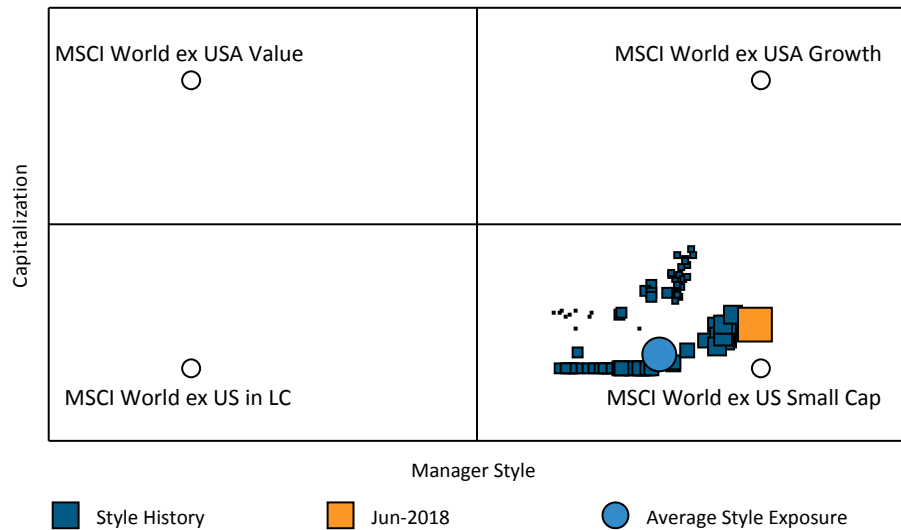 MSCI World ex USA Value
MSCI World ex USA Growth
Capitalization
MSCI World ex US in LC
MSCI World ex US Small Cap
Manager Style
Style History
Jun-2018
Average Style Exposure